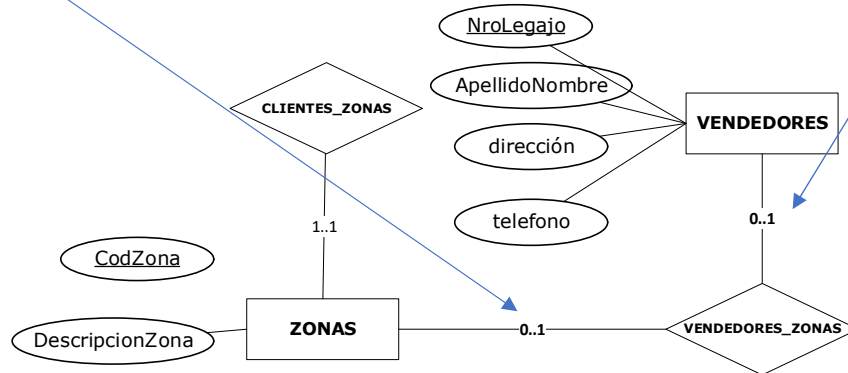 NroLegajo
ApellidoNombre
CLIENTES_ZONAS
VENDEDORES
dirección
telefono
0..1
1..1
CodZona
DescripcionZona
ZONAS
0..1
VENDEDORES_ZONAS